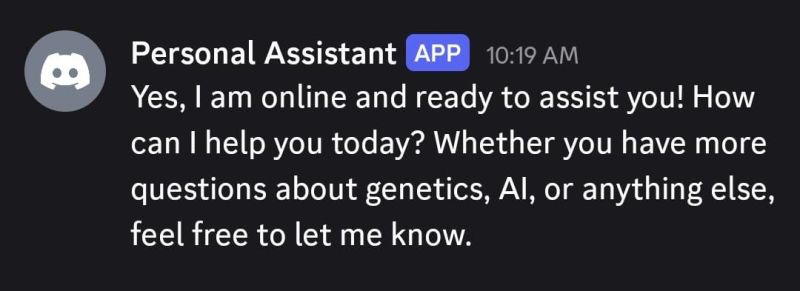 Personal Assistant APP 10:19 AM
Yes, I am online and ready to assist you! How
can I help you today? Whether you have more
questions about genetics, AI, or anything else,
feel free to let me know.